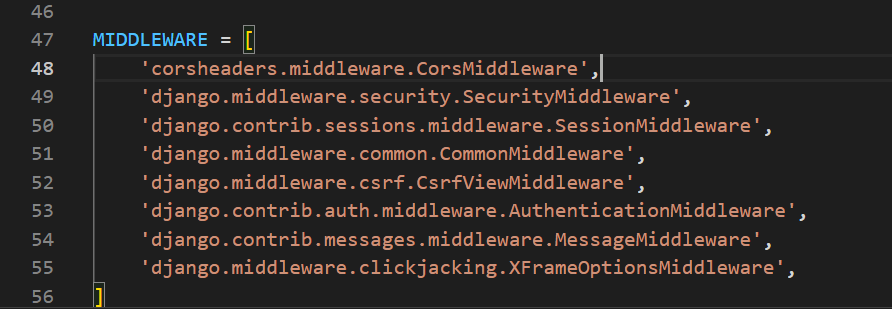 46
47 MIDDLEWARE = [
48 'corsheaders.middleware.CorsMiddleware',
49 'django.middleware.security.SecurityMiddleware',
50 'django.contrib.sessions.middleware.SessionMiddleware',
51 'django.middleware.common.CommonMiddleware',
52 'django.middleware.csrf.CsrfViewMiddleware',
53 'django.contrib.auth.middleware.AuthenticationMiddleware',
54 'django.contrib.messages.middleware.MessageMiddleware',
55 'django.middleware.clickjacking.XFrameOptionsMiddleware',
56 ]